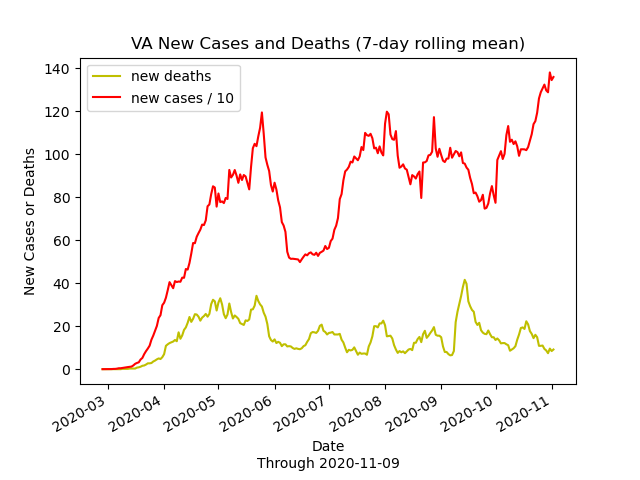 VA New Cases and Deaths (7-day rolling mean)
new deaths
new cases / 10
New Cases or Deaths
140
120
100
80
60
40
20
0
2020-03
2020-04
2020-05
2020-06
2020-07
2020-08
2020-09
2020-10
2020-11
Date
Through 2020-11-09